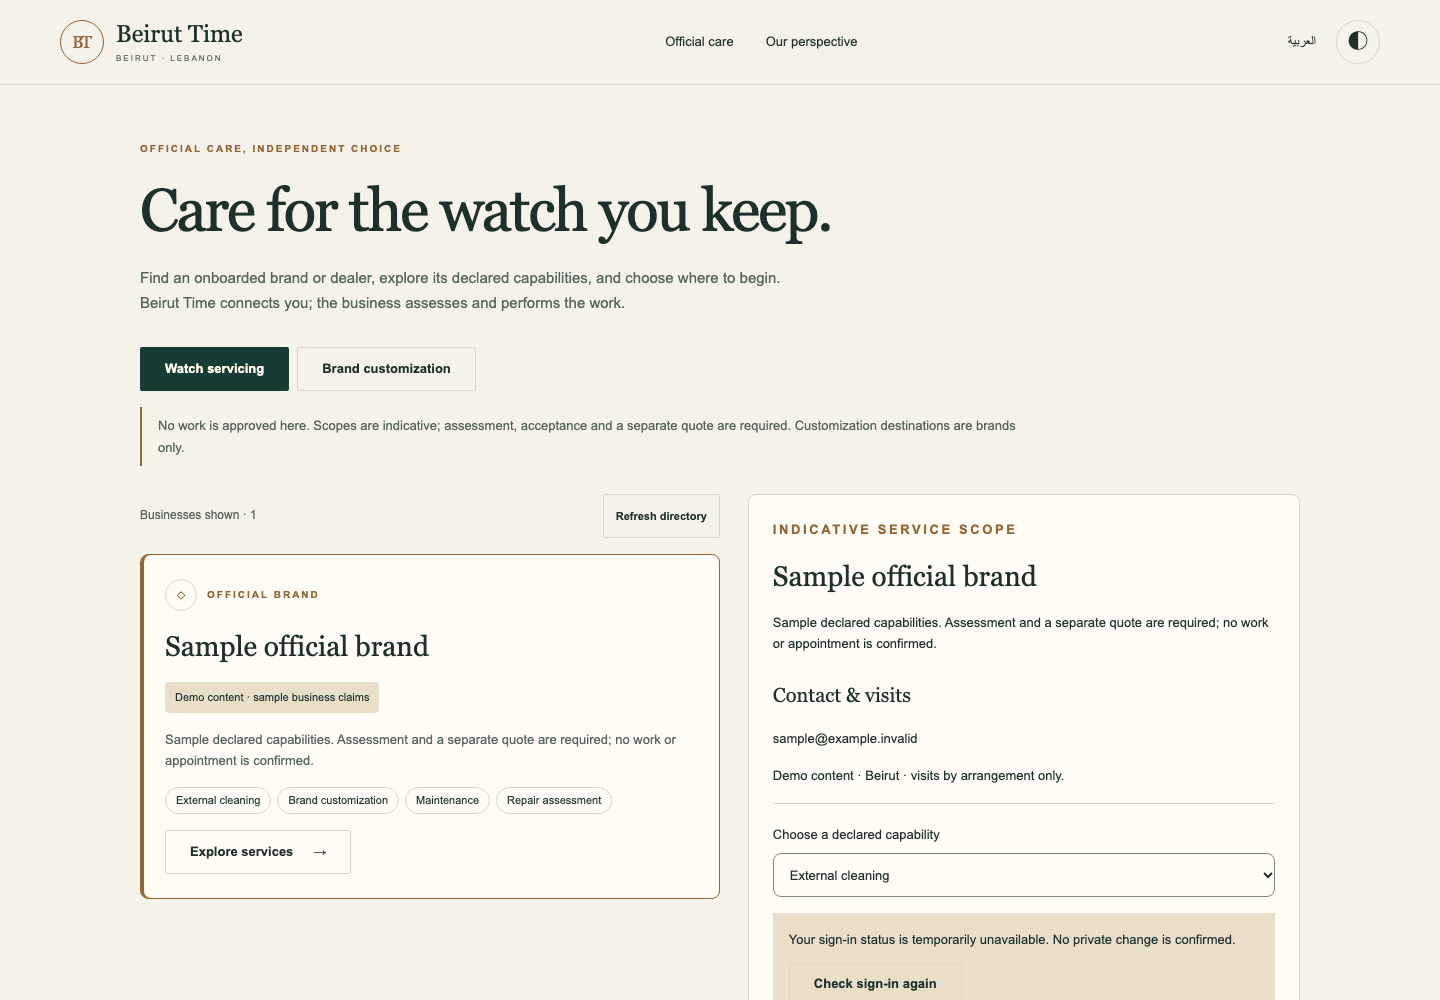 BT
Beirut Time
BEIRUT · LEBANON
Official care
Our perspective
العربية
OFFICIAL CARE, INDEPENDENT CHOICE
Care for the watch you keep.
Find an onboarded brand or dealer, explore its declared capabilities, and choose where to begin.
Beirut Time connects you; the business assesses and performs the work.
Watch servicing
Brand customization
No work is approved here. Scopes are indicative; assessment, acceptance and a separate quote are required. Customization destinations are brands
only.
Businesses shown · 1
Refresh directory
OFFICIAL BRAND
Sample official brand
Demo content · sample business claims
Sample declared capabilities. Assessment and a separate quote are required; no work or
appointment is confirmed.
External cleaning
Brand customization
Maintenance
Repair assessment
Explore services →
INDICATIVE SERVICE SCOPE
Sample official brand
Sample declared capabilities. Assessment and a separate quote are required; no work
or appointment is confirmed.
Contact & visits
sample@example.invalid
Demo content · Beirut · visits by arrangement only.
Choose a declared capability
External cleaning
Your sign-in status is temporarily unavailable. No private change is confirmed.
Check sign-in again